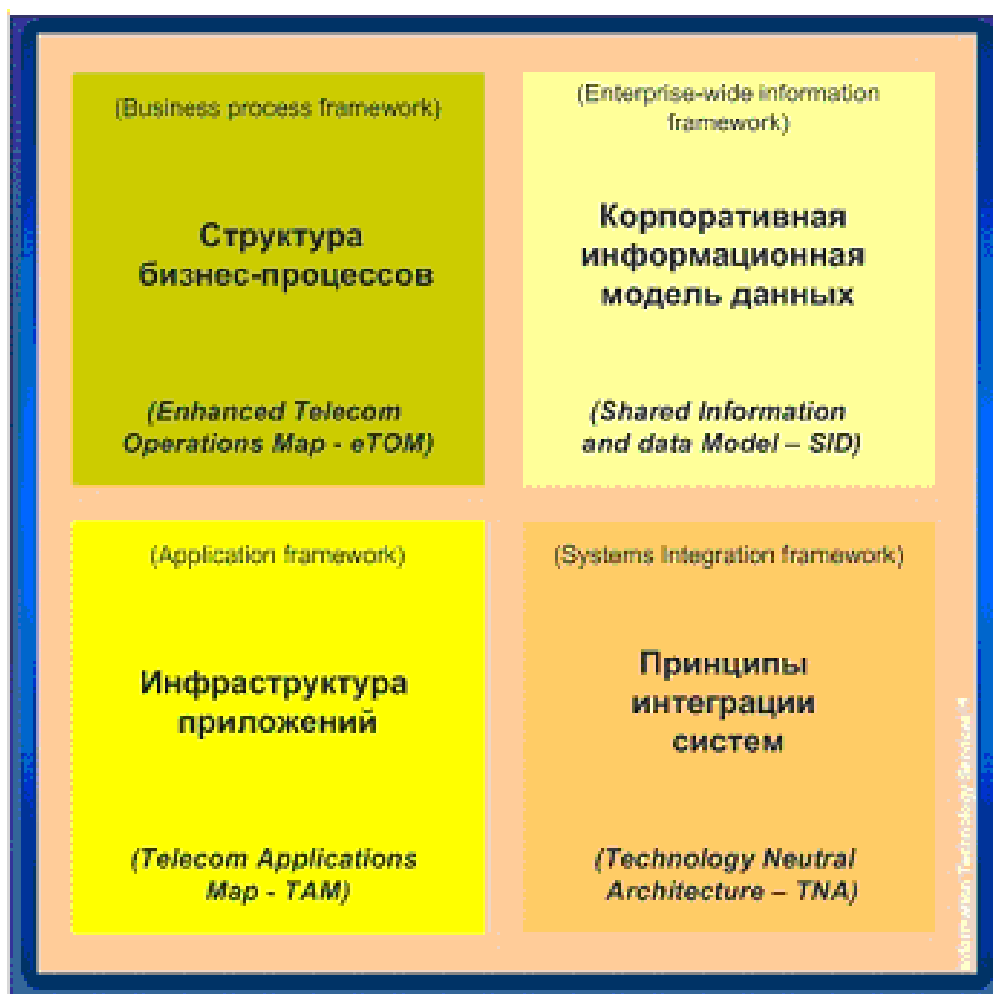 (Business process framework)
Структура
бизнес-процессов
(Enhanced Telecom
Operations Map - eTOM)
(Enterprise-wide information
framework)
Корпоративная
информационная
модель данных
(Shared Information
and data Model – SID)
(Application framework)
Инфраструктура
приложений
(Telecom Applications
Map - TAM)
(Systems Integration framework)
Принципы
интеграции
систем
(Technology Neutral
Architecture – TNA)
Technology Services